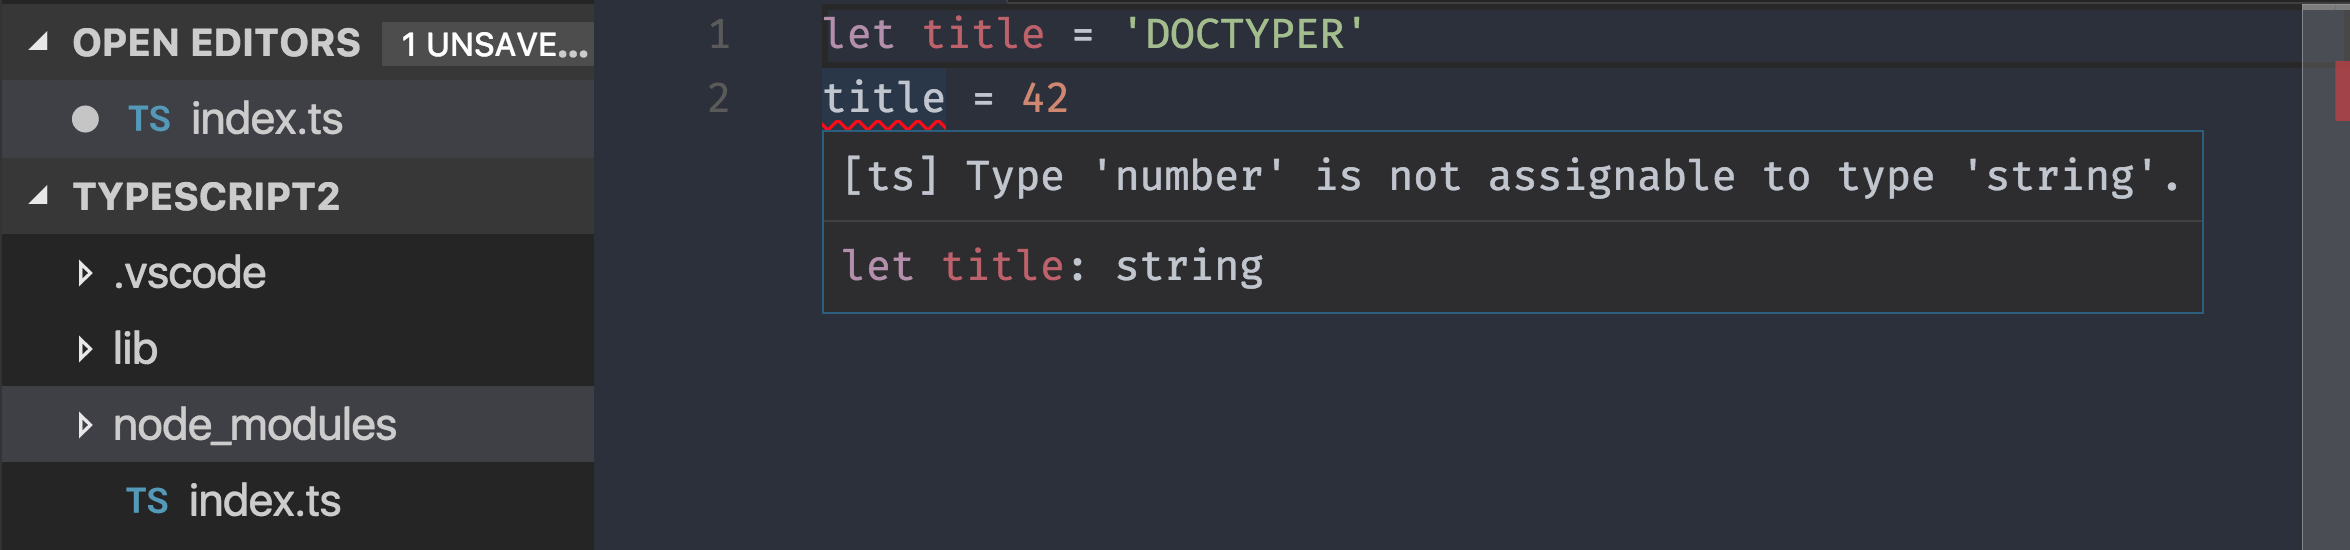 OPEN EDITORS 1 UNSAVE...
TS index.ts
TYPESCRIPT2
.vscode
lib
node_modules
TS index.ts
1 let title = 'DOCTYPER'
2 title = 42
[ts] Type 'number' is not assignable to type 'string'.
let title: string